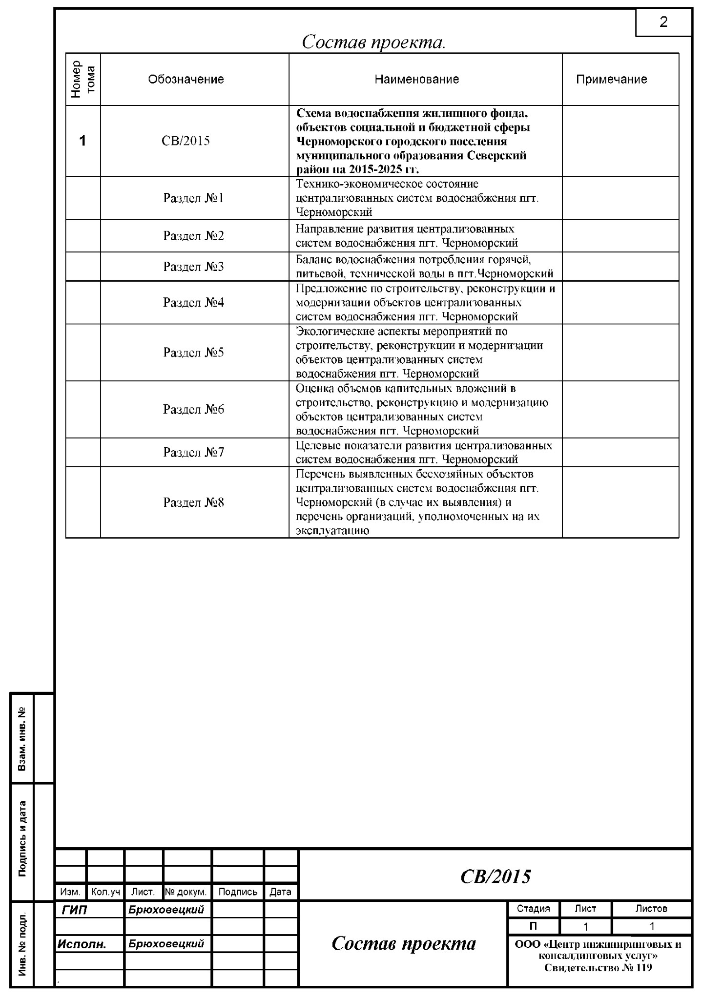 2
Состав проекта.
Номер
тома
Обозначение
Наименование
Примечание
1
СВ/2015
Схема водоснабжения жилищного фонда,
объектов социальной и бюджетной сферы
Черноморского городского поселения
муниципального образования Северский
район на 2015-2025 гг.
Раздел №1
Технико-экономическое состояние
централизованных систем водоснабжения пгт.
Черноморский
Раздел №2
Направление развития централизованных
систем водоснабжения пгт. Черноморский
Раздел №3
Баланс водоснабжения потребления горячей,
питьевой, технической воды в пгт.Черноморский
Раздел №4
Предложение по строительству, реконструкции и
модернизации объектов централизованных
систем водоснабжения пгт. Черноморский
Раздел №5
Экологические аспекты мероприятий по
строительству, реконструкции и модернизации
объектов централизованных систем
водоснабжения пгт. Черноморский
Раздел №6
Оценка объемов капительных вложений в
строительство, реконструкцию и модернизацию
объектов централизованных систем
водоснабжения пгт. Черноморский
Раздел №7
Целевые показатели развития централизованных
систем водоснабжения пгт. Черноморский
Раздел №8
Перечень выявленных бесхозяйных объектов
централизованных систем водоснабжения пгт.
Черноморский (в случае их выявления) и
перечень организаций, уполномоченных на их
эксплуатацию
Взам. инв. №
Подпись и дата
Инв. № подл.
СВ/2015
Изм. Кол.уч Лист. № докум. Подпись Дата
ГИП Брюховецкий
Исполн. Брюховецкий
Состав проекта
Стадия Лист Листов
П 1 1
ООО «Центр инжиниринговых и
консалдинговых услуг»
Свидетельство № 119